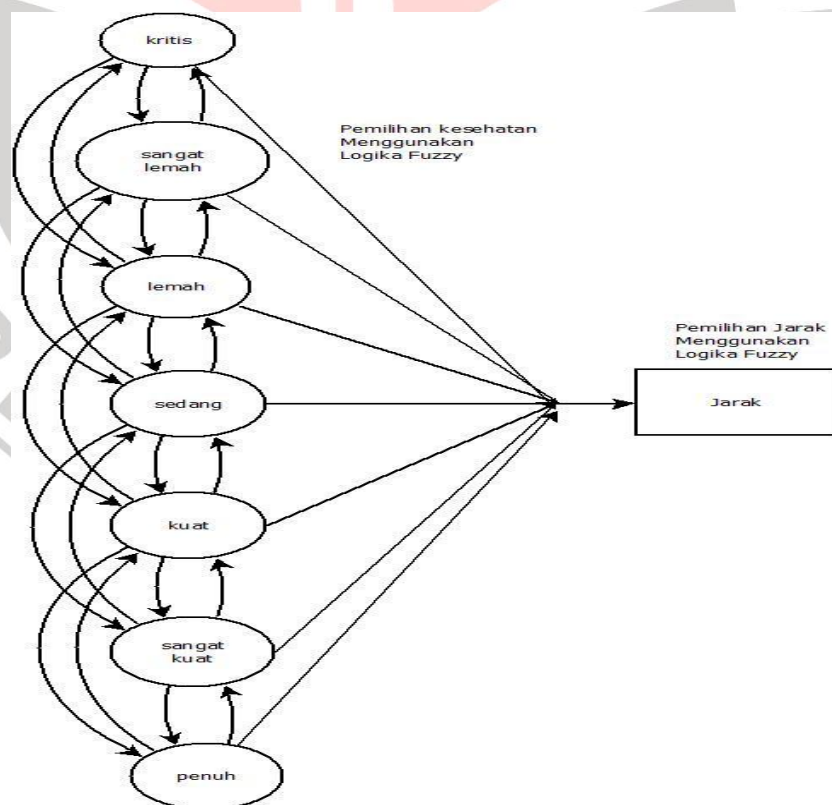 kritis
Pemilihan kesehatan
Menggunakan
Logika Fuzzy
sangat
lemah
lemah
Pemilihan Jarak
Menggunakan
Logika Fuzzy
sedang
Jarak
kuat
sangat
kuat
penuh